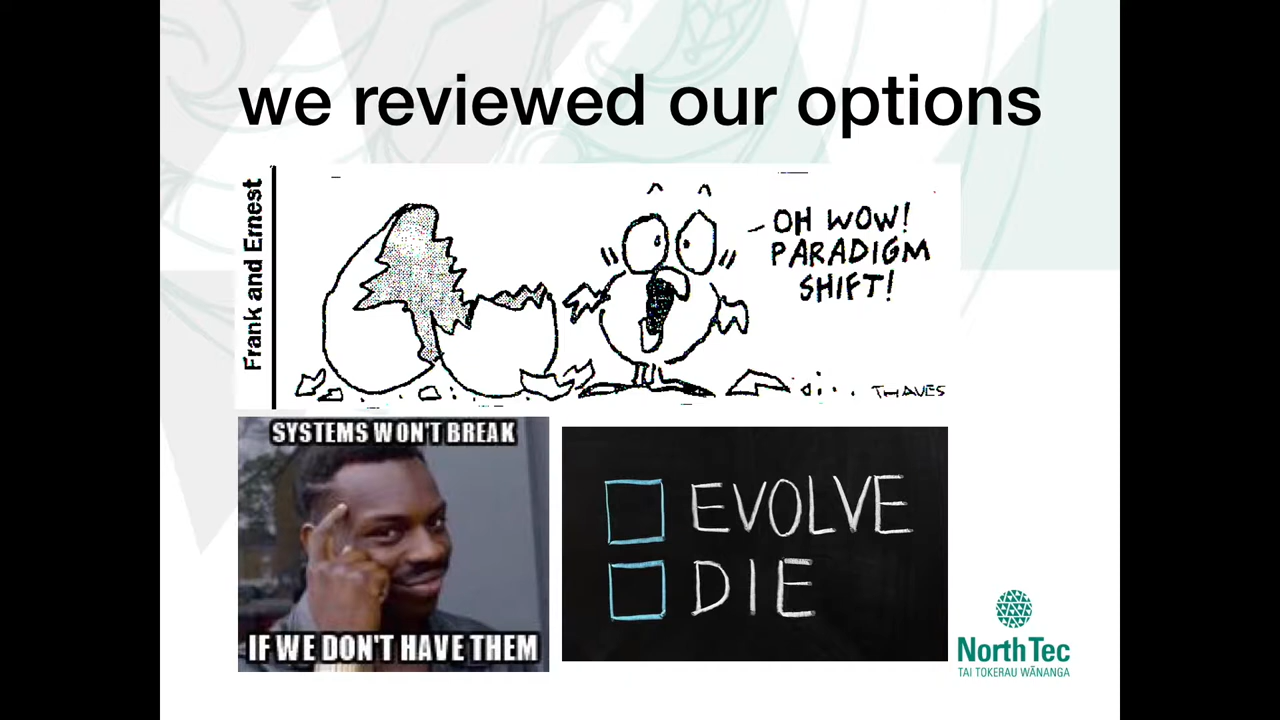 we reviewed our options
Frank and Ernest
OH WOW!
PARADIGM
SHIFT!
THAVES
SYSTEMS WON'T BREAK
IF WE DON'T HAVE THEM
EVOLVE
DIE
NorthTec
TAI TOKERAU WĀNANGA